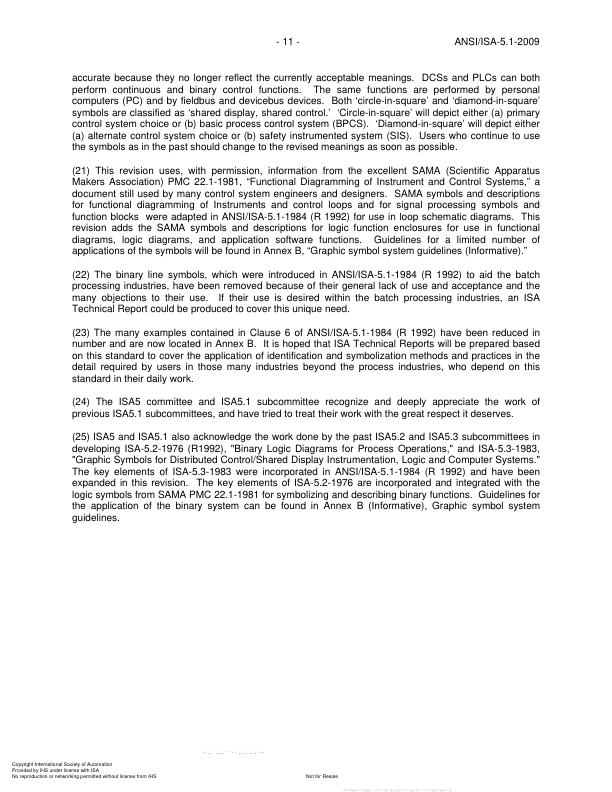 - 11 -
ANSI/ISA-5.1-2009
accurate because they no longer reflect the currently acceptable meanings. DCSs and PLCs can both
perform continuous and binary control functions. The same functions are performed by personal
computers (PC) and by fieldbus and devicebus devices. Both ‘circle-in-square’ and ‘diamond-in-square’
symbols are classified as ‘shared display, shared control.’ ‘Circle-in-square’ will depict either (a) primary
control system choice or (b) basic process control system (BPCS). ‘Diamond-in-square’ will depict either
(a) alternate control system choice or (b) safety instrumented system (SIS). Users who continue to use
the symbols as in the past should change to the revised meanings as soon as possible.
(21) This revision uses, with permission, information from the excellent SAMA (Scientific Apparatus
Makers Association) PMC 22.1-1981, “Functional Diagramming of Instrument and Control Systems,” a
document still used by many control system engineers and designers. SAMA symbols and descriptions
for functional diagramming of Instruments and control loops and for signal processing symbols and
function blocks were adapted in ANSI/ISA-5.1-1984 (R 1992) for use in loop schematic diagrams. This
revision adds the SAMA symbols and descriptions for logic function enclosures for use in functional
diagrams, logic diagrams, and application software functions. Guidelines for a limited number of
applications of the symbols will be found in Annex B, “Graphic symbol system guidelines (Informative).”
(22) The binary line symbols, which were introduced in ANSI/ISA-5.1-1984 (R 1992) to aid the batch
processing industries, have been removed because of their general lack of use and acceptance and the
many objections to their use. If their use is desired within the batch processing industries, an ISA
Technical Report could be produced to cover this unique need.
(23) The many examples contained in Clause 6 of ANSI/ISA-5.1-1984 (R 1992) have been reduced in
number and are now located in Annex B. It is hoped that ISA Technical Reports will be prepared based
on this standard to cover the application of identification and symbolization methods and practices in the
detail required by users in those many industries beyond the process industries, who depend on this
standard in their daily work.
(24) The ISA5 committee and ISA5.1 subcommittee recognize and deeply appreciate the work of
previous ISA5.1 subcommittees, and have tried to treat their work with the great respect it deserves.
(25) ISA5 and ISA5.1 also acknowledge the work done by the past ISA5.2 and ISA5.3 subcommittees in
developing ISA-5.2-1976 (R1992), "Binary Logic Diagrams for Process Operations," and ISA-5.3-1983,
"Graphic Symbols for Distributed Control/Shared Display Instrumentation, Logic and Computer Systems."
The key elements of ISA-5.3-1983 were incorporated in ANSI/ISA-5.1-1984 (R 1992) and have been
expanded in this revision. The key elements of ISA-5.2-1976 are incorporated and integrated with the
logic symbols from SAMA PMC 22.1-1981 for symbolizing and describing binary functions. Guidelines for
the application of the binary system can be found in Annex B (Informative), Graphic symbol system
guidelines.
Copyright International Society of Automation
Provided by IHS under license with ISA
No reproduction or networking permitted without license from IHS
Not for Resale